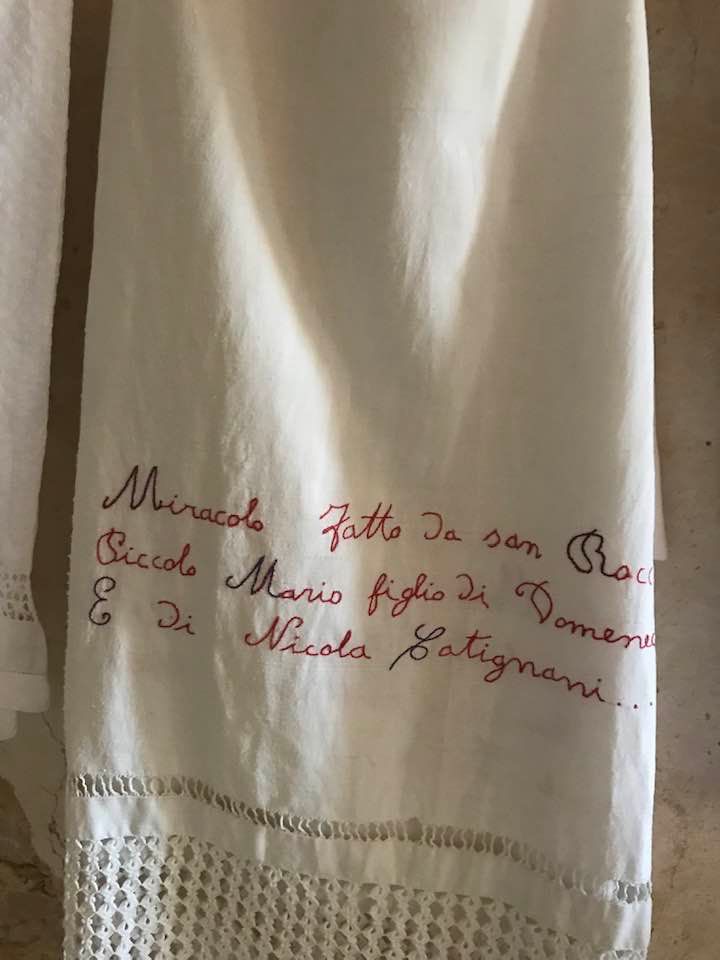 Miracolo Fatto da san Rocc
Piccolo Mario figlio di Domenec
E di Nicola Catignani....